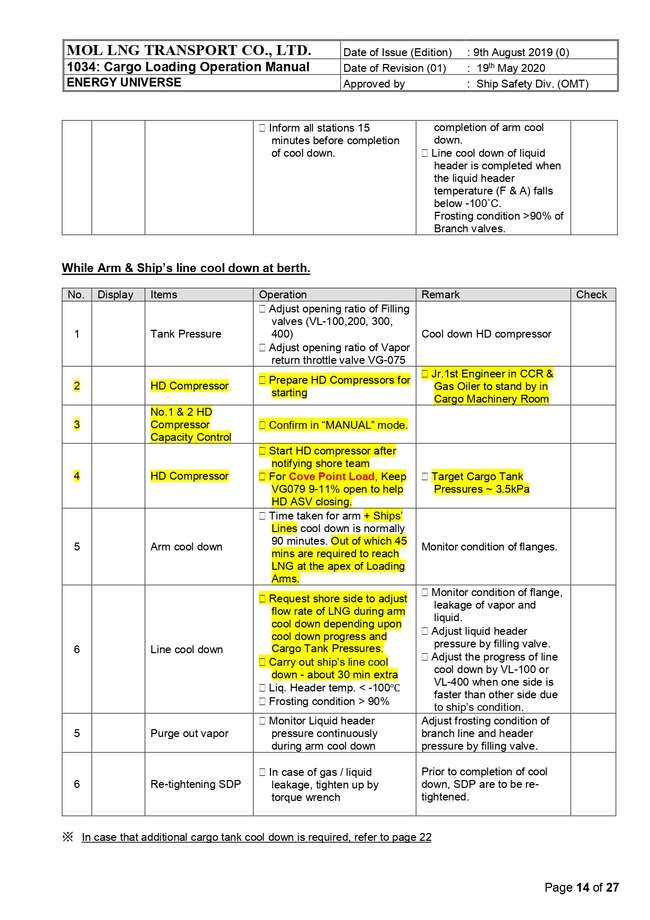 MOL LNG TRANSPORT CO., LTD.
Date of Issue (Edition) : 9th August 2019 (0)
1034: Cargo Loading Operation Manual
Date of Revision (01) : 19th May 2020
ENERGY UNIVERSE
Approved by : Ship Safety Div. (OMT)
□ Inform all stations 15
minutes before completion
of cool down.
completion of arm cool
down.
□ Line cool down of liquid
header is completed when
the liquid header
temperature (F & A) falls
below -100˚C.
Frosting condition >90% of
Branch valves.
While Arm & Ship's line cool down at berth.
No. Display Items Operation Remark Check
1
Tank Pressure
□ Adjust opening ratio of Filling
valves (VL-100,200, 300,
400)
□ Adjust opening ratio of Vapor
return throttle valve VG-075
Cool down HD compressor
2
HD Compressor
□ Prepare HD Compressors for
starting
□ Jr.1st Engineer in CCR &
Gas Oiler to stand by in
Cargo Machinery Room
3
No.1 & 2 HD
Compressor
Capacity Control
□ Confirm in "MANUAL" mode.
4
HD Compressor
□ Start HD compressor after
notifying shore team
□ For Cove Point Load, Keep
VG079 9-11% open to help
HD ASV closing.
□ Target Cargo Tank
Pressures ~ 3.5kPa
5
Arm cool down
□ Time taken for arm + Ships'
Lines cool down is normally
90 minutes. Out of which 45
mins are required to reach
LNG at the apex of Loading
Arms.
Monitor condition of flanges.
6
Line cool down
□ Request shore side to adjust
flow rate of LNG during arm
cool down depending upon
cool down progress and
Cargo Tank Pressures.
□ Carry out ship's line cool
down - about 30 min extra
□ Liq. Header temp. < -100℃
□ Frosting condition > 90%
□ Monitor condition of flange,
leakage of vapor and
liquid.
□ Adjust liquid header
pressure by filling valve.
□ Adjust the progress of line
cool down by VL-100 or
VL-400 when one side is
faster than other side due
to ship's condition.
5
Purge out vapor
□ Monitor Liquid header
pressure continuously
during arm cool down
Adjust frosting condition of
branch line and header
pressure by filling valve.
6
Re-tightening SDP
□ In case of gas / liquid
leakage, tighten up by
torque wrench
Prior to completion of cool
down, SDP are to be re-
tightened.
※ In case that additional cargo tank cool down is required, refer to page 22
Page 14 of 27